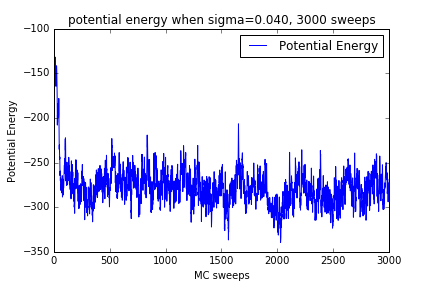 potential energy when sigma=0.040, 3000 sweeps
−100
Potential Energy
−150
−200
Potential Energy
−250
−300
−350
0 500 1000 1500 2000 2500 3000
MC sweeps